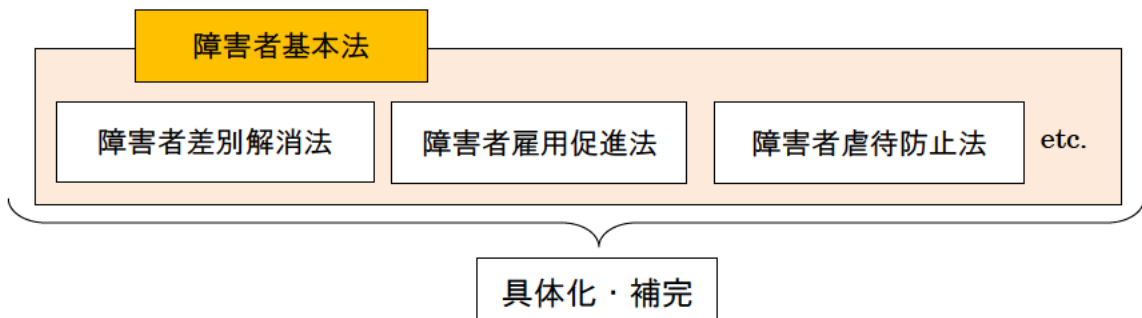 障害者基本法
障害者差別解消法
障害者雇用促進法
障害者虐待防止法
etc.
具体化・補完